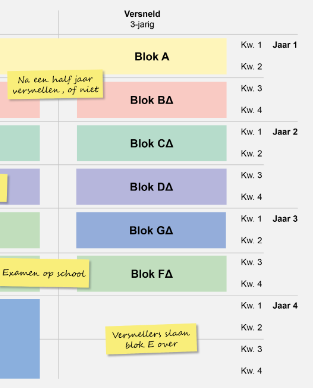 Versneld
3-jarig
Blok A
Kw. 1 Jaar 1
Kw. 2
Na een half jaar
versnellen, of niet
Blok BΔ
Kw. 3
Kw. 4
Blok CΔ
Kw. 1 Jaar 2
Kw. 2
Blok DΔ
Kw. 3
Kw. 4
Blok GΔ
Kw. 1 Jaar 3
Kw. 2
Examen op school
Blok FΔ
Kw. 3
Kw. 4
Kw. 1 Jaar 4
Kw. 2
Versnellers slaan
blok E over
Kw. 3
Kw. 4